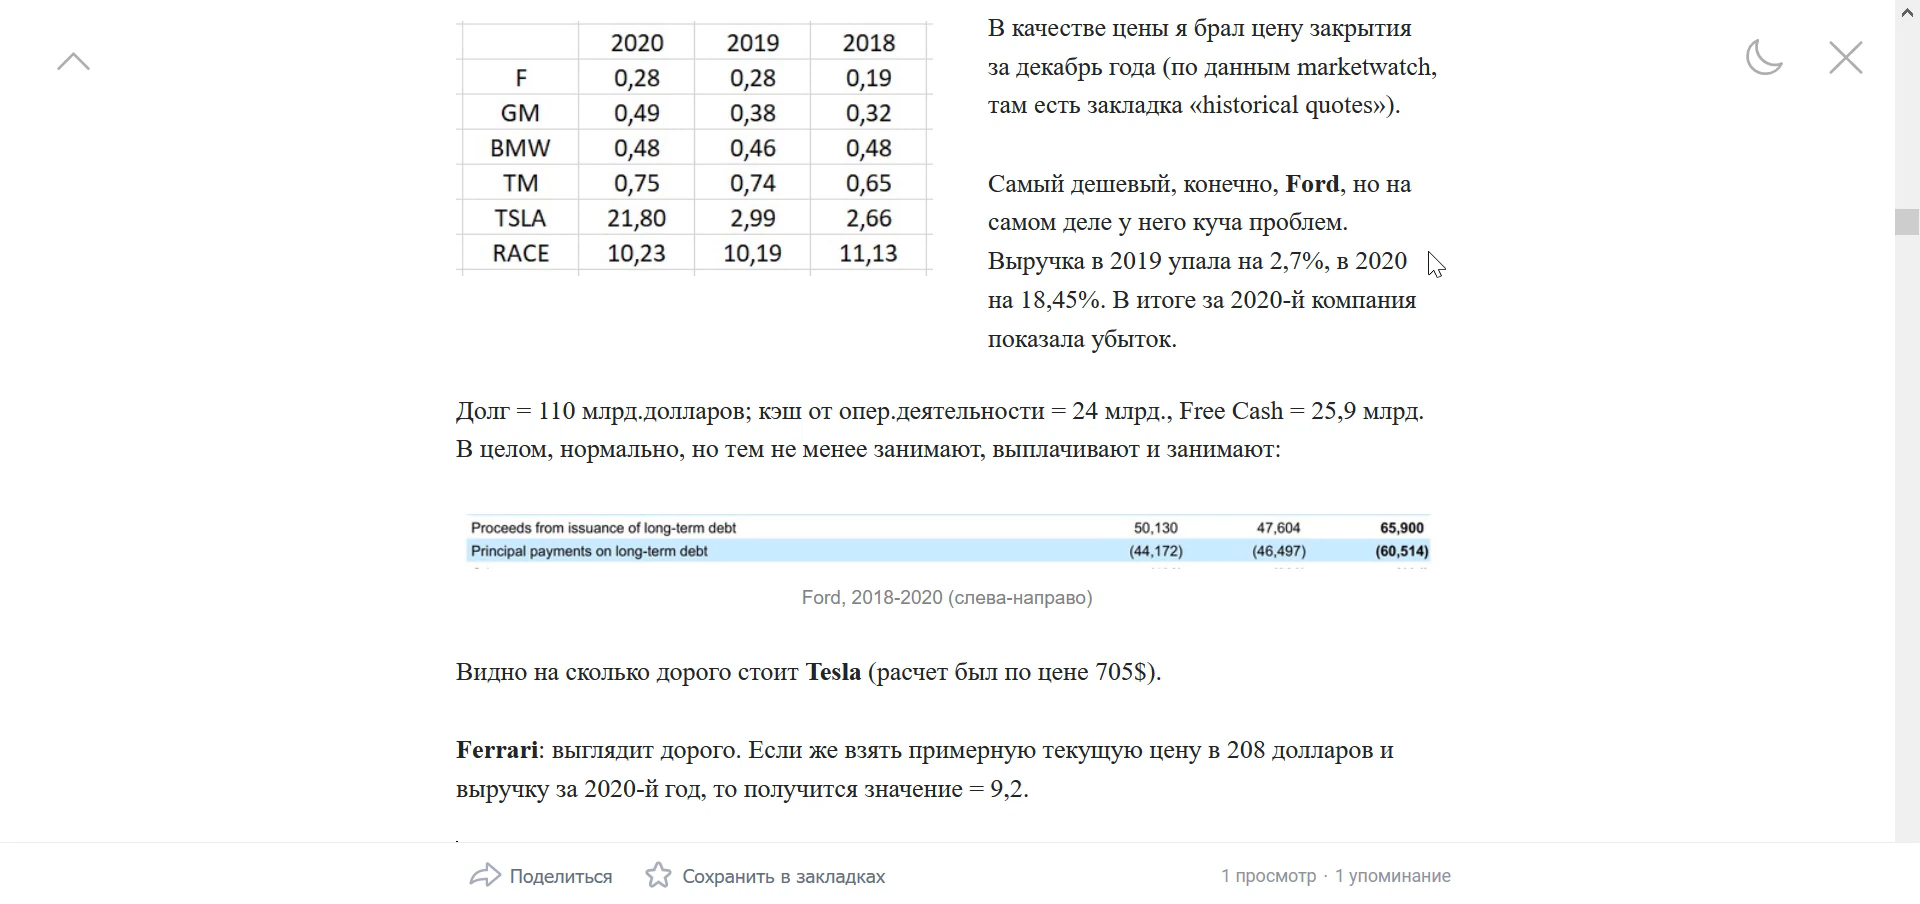 2020 2019 2018
F 0,28 0,28 0,19
GM 0,49 0,38 0,32
BMW 0,48 0,46 0,48
TM 0,75 0,74 0,65
TSLA 21,80 2,99 2,66
RACE 10,23 10,19 11,13
В качестве цены я брал цену закрытия
за декабрь года (по данным marketwatch,
там есть закладка «historical quotes»).
Самый дешевый, конечно, Ford, но на
самом деле у него куча проблем.
Выручка в 2019 упала на 2,7%, в 2020
на 18,45%. В итоге за 2020-й компания
показала убыток.
Долг = 110 млрд.долларов; кэш от опер.деятельности = 24 млрд., Free Cash = 25,9 млрд.
В целом, нормально, но тем не менее занимают, выплачивают и занимают:
Proceeds from issuance of long-term debt 50,130 47,604 65,900
Principal payments on long-term debt (44,172) (46,497) (60,514)
Ford, 2018-2020 (слева-направо)
Видно на сколько дорого стоит Tesla (расчет был по цене 705$).
Ferrari: выглядит дорого. Если же взять примерную текущую цену в 208 долларов и
выручку за 2020-й год, то получится значение = 9,2.
Поделиться Сохранить в закладках 1 просмотр · 1 упоминание